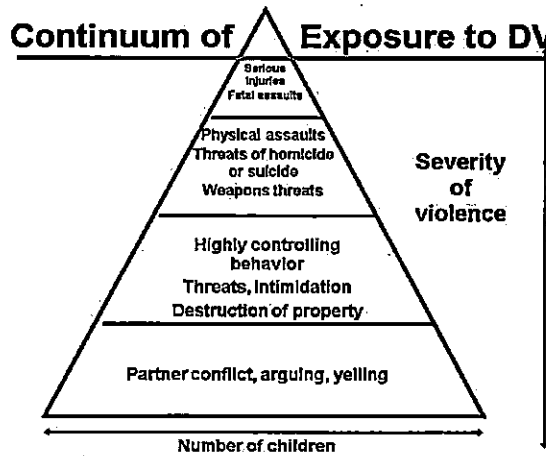 Continuum of Exposure to DV
Serious
Injuries
Fatal assaults
Physical assaults
Threats of homicide
or suicide
Weapons threats
Severity
of
violence
Highly controlling
behavior
Threats, Intimidation
Destruction of property
Partner conflict, arguing, yelling
Number of children